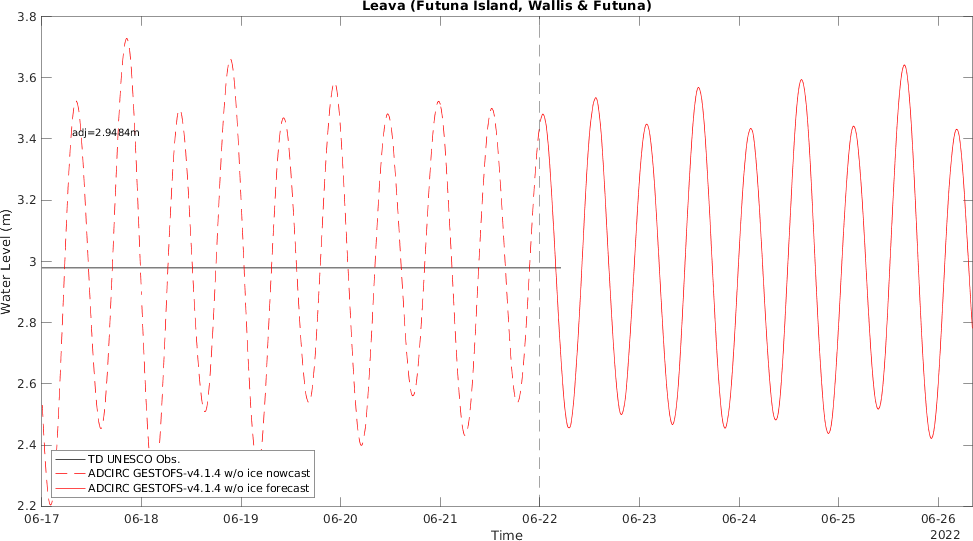 Leava (Futuna Island, Wallis & Futuna)
3.8
3.6
3.4
3.2
3
2.8
2.6
2.4
2.2
Water Level (m)
adj=2.9484m
TD UNESCO Obs.
ADCIRC GESTOFS-v4.1.4 w/o ice nowcast
ADCIRC GESTOFS-v4.1.4 w/o ice forecast
06-17 06-18 06-19 06-20 06-21 06-22 06-23 06-24 06-25 06-26
2022
Time